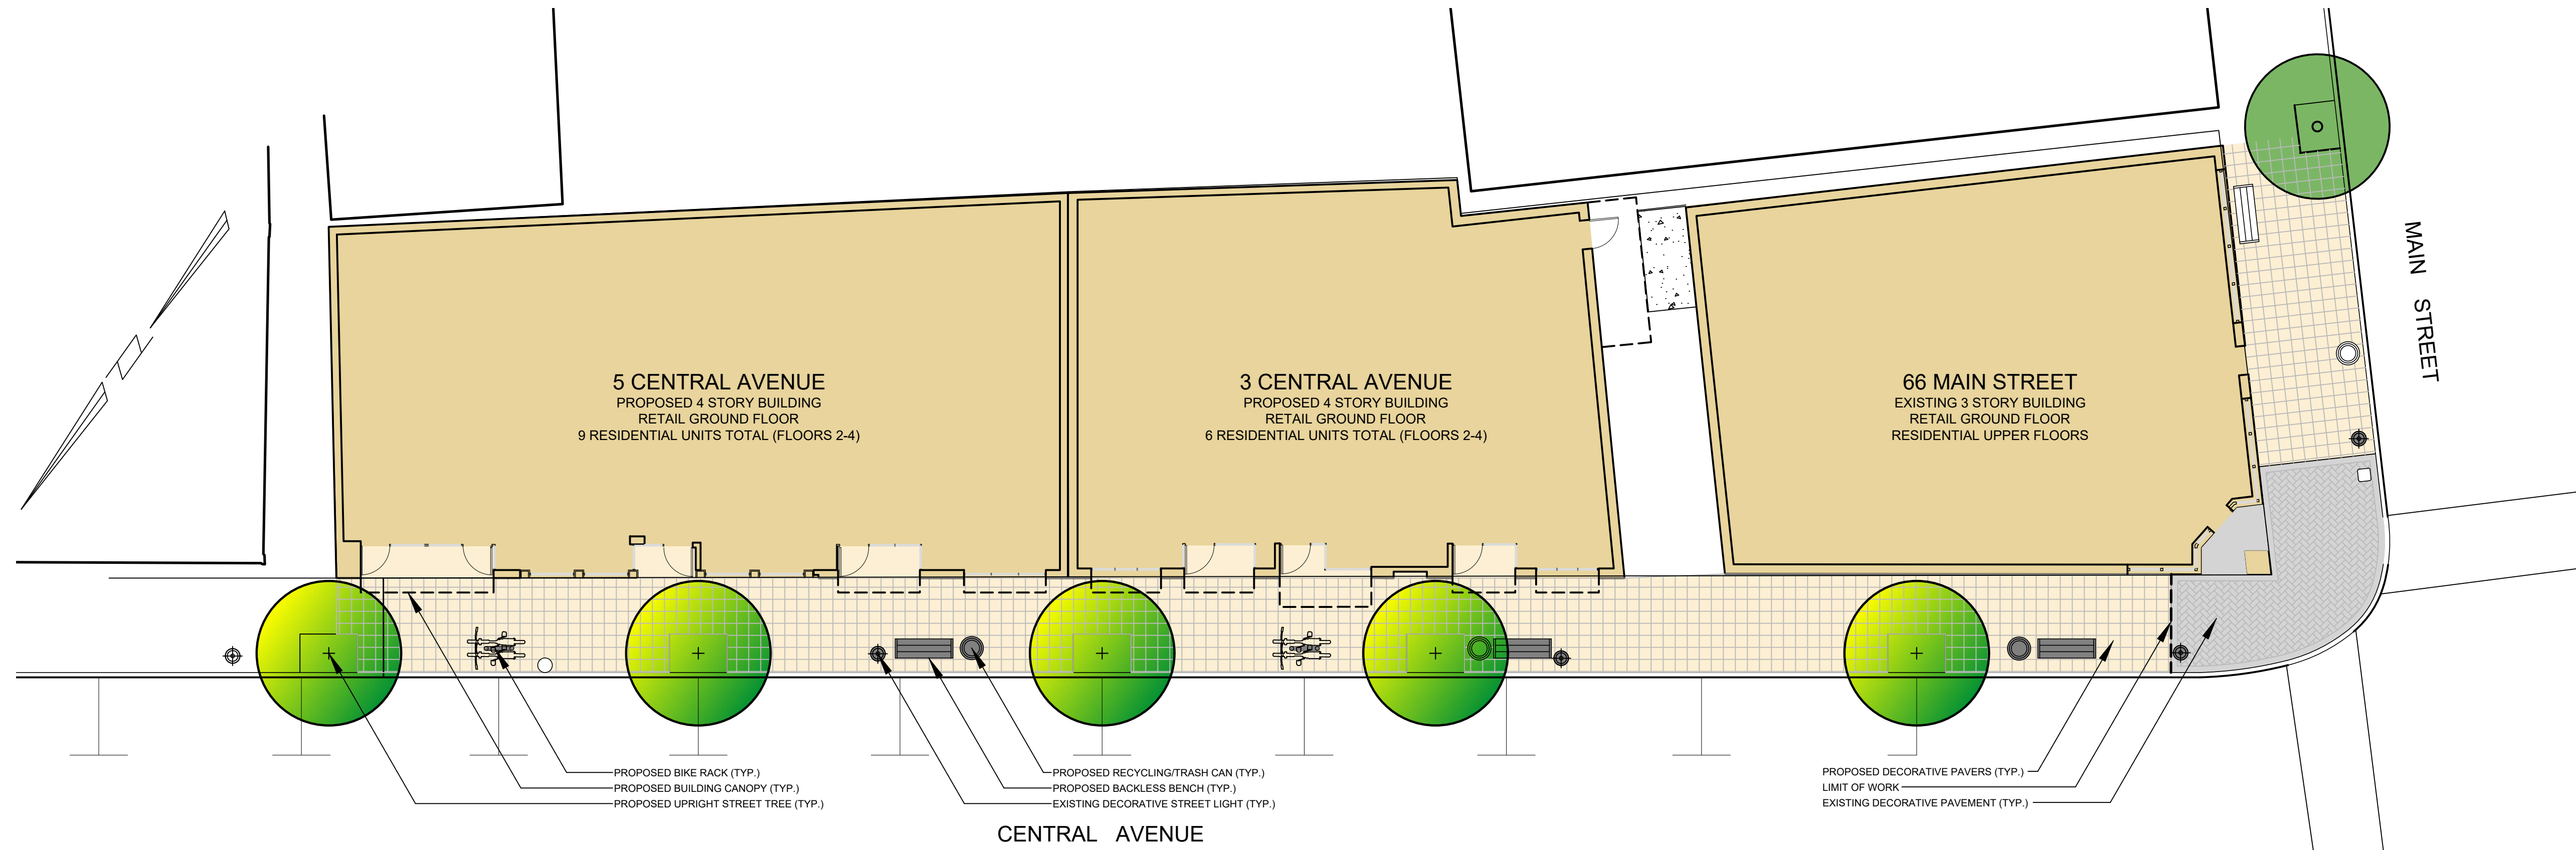 MAIN STREET
5 CENTRAL AVENUE
PROPOSED 4 STORY BUILDING
RETAIL GROUND FLOOR
9 RESIDENTIAL UNITS TOTAL (FLOORS 2-4)
3 CENTRAL AVENUE
PROPOSED 4 STORY BUILDING
RETAIL GROUND FLOOR
6 RESIDENTIAL UNITS TOTAL (FLOORS 2-4)
66 MAIN STREET
EXISTING 3 STORY BUILDING
RETAIL GROUND FLOOR
RESIDENTIAL UPPER FLOORS
PROPOSED BIKE RACK (TYP.)
PROPOSED BUILDING CANOPY (TYP.)
PROPOSED UPRIGHT STREET TREE (TYP.)
PROPOSED RECYCLING/TRASH CAN (TYP.)
PROPOSED BACKLESS BENCH (TYP.)
EXISTING DECORATIVE STREET LIGHT (TYP.)
PROPOSED DECORATIVE PAVERS (TYP.)
LIMIT OF WORK
EXISTING DECORATIVE PAVEMENT (TYP.)
CENTRAL AVENUE